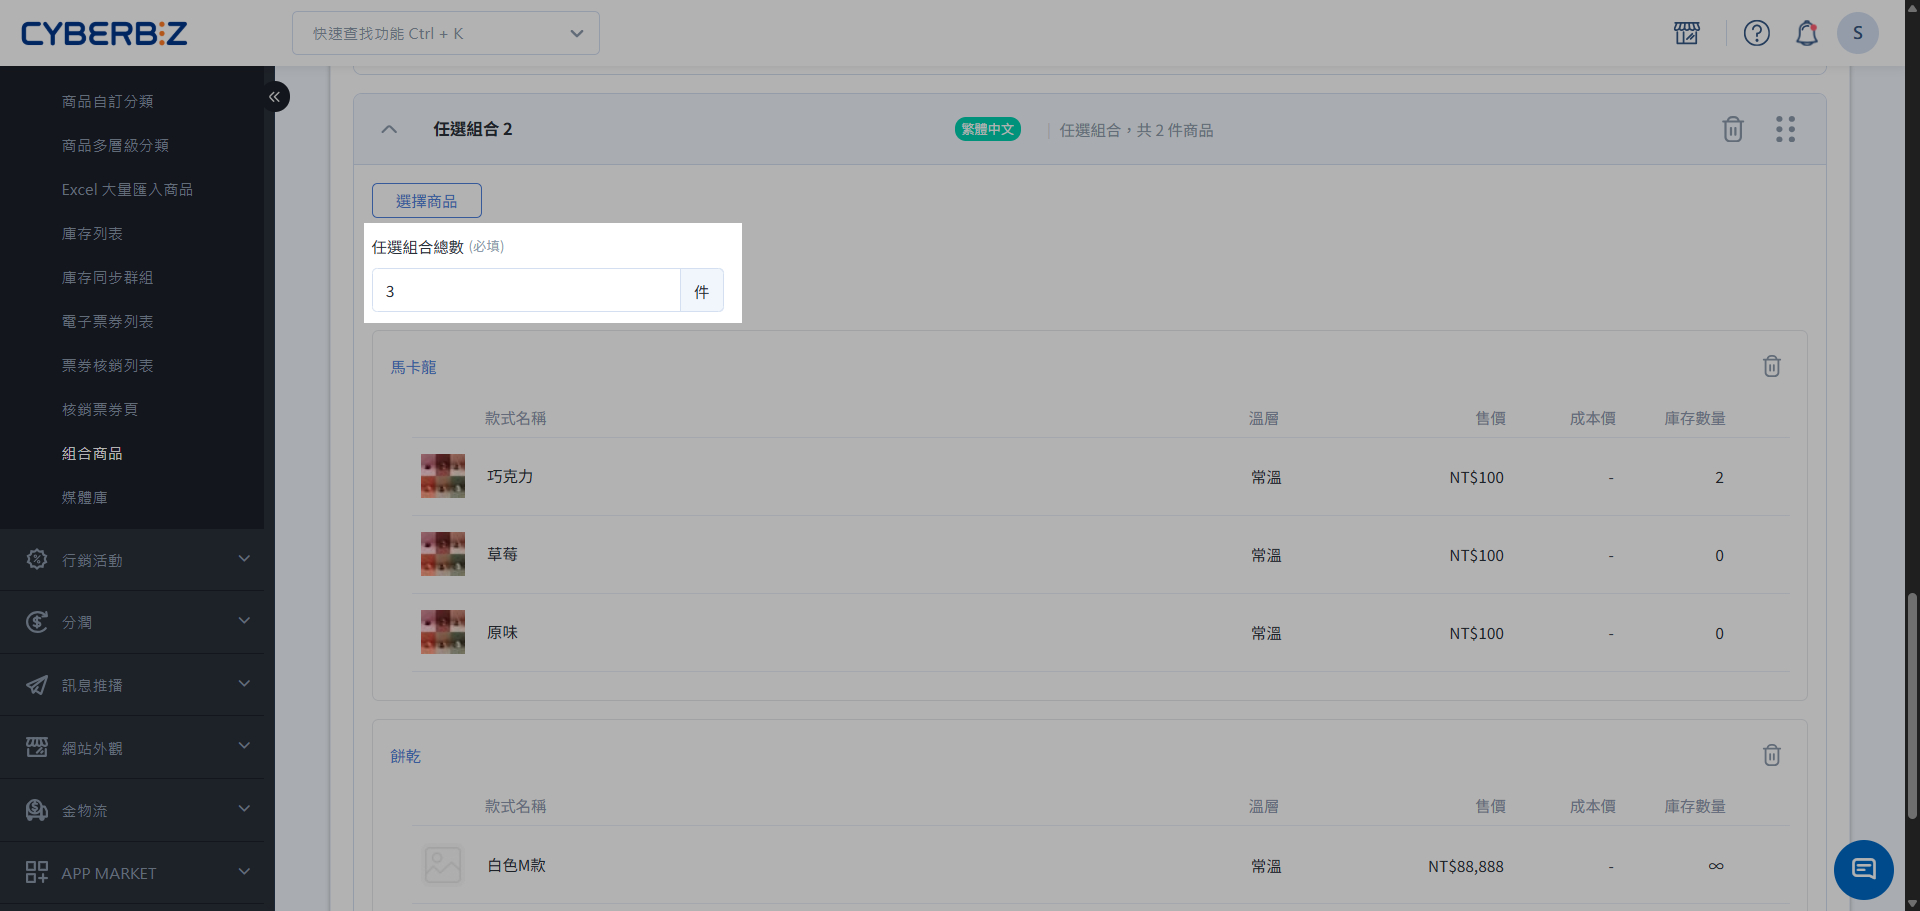 CYBERBIZ
快速查找功能 Ctrl + K
S
商品自訂分類
商品多層級分類
Excel 大量匯入商品
庫存列表
庫存同步群組
電子票券列表
票券核銷列表
核銷票券頁
組合商品
媒體庫
行銷活動
分潤
訊息推播
網站外觀
金物流
APP MARKET
任選組合 2
繁體中文
任選組合，共 2 件商品
選擇商品
任選組合總數 (必填)
3 件
馬卡龍
款式名稱 溫層 售價 成本價 庫存數量
巧克力 常溫 NT$100 - 2
草莓 常溫 NT$100 - 0
原味 常溫 NT$100 - 0
餅乾
款式名稱 溫層 售價 成本價 庫存數量
白色M款 常溫 NT$88,888 - ∞